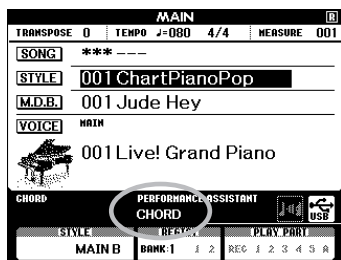 MAIN R
TRANSPOSE 0 TEMPO ♩=080 4/4 MEASURE 001
SONG *** ---
STYLE 001 ChartPianoPop
M.D.B. 001 Jude Hey
VOICE MAIN
001 Live! Grand Piano
CHORD PERFORMANCE ASSISTANT
CHORD USB
STYLE REGIST PLAY PART
MAIN B BANK:1 1 2 REC 1 2 3 4 5 A